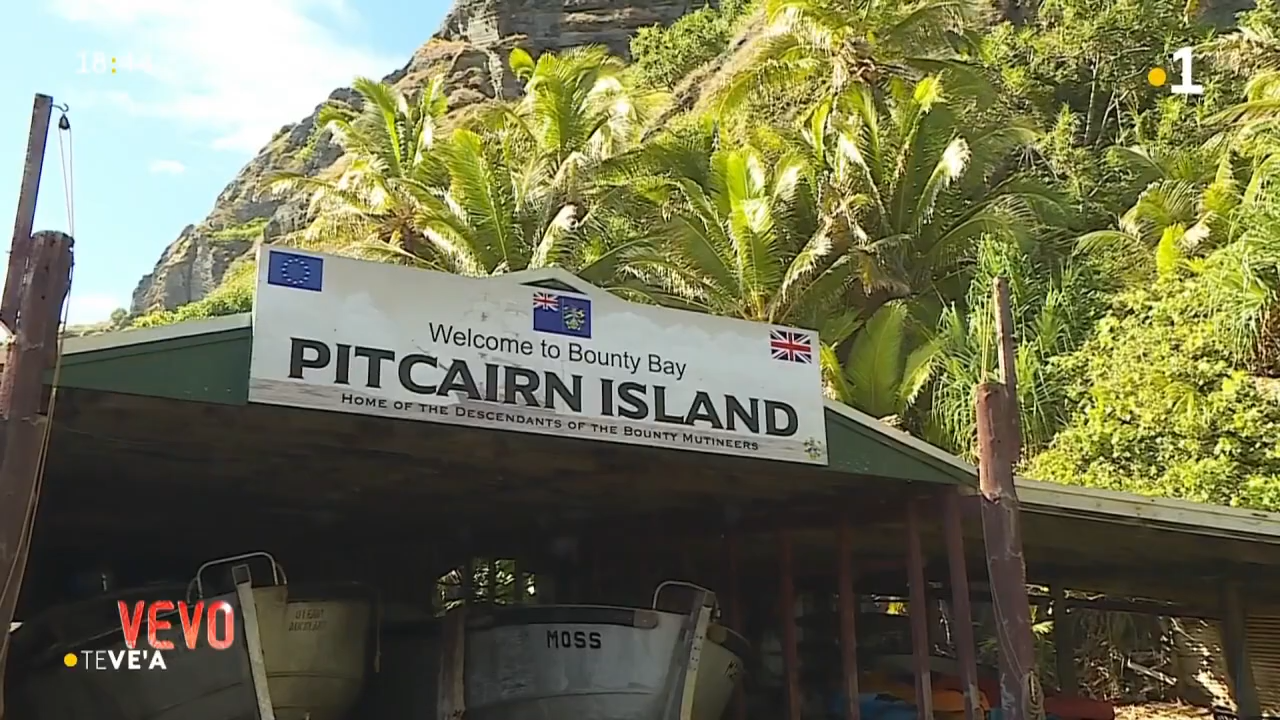 1
Welcome to Bounty Bay
PITCAIRN ISLAND
HOME OF THE DESCENDANTS OF THE BOUNTY MUTINEERS
MOSS
VEVO
TEVE'A